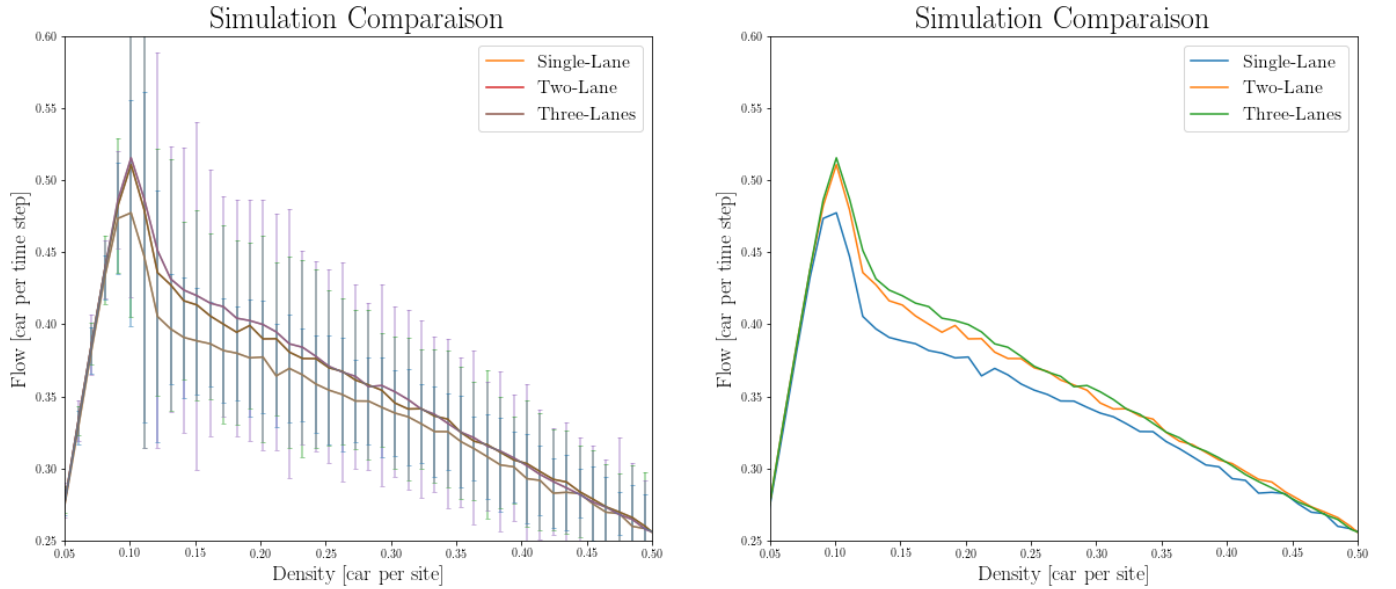 Simulation Comparaison
0.60
0.55
0.50
0.45
0.40
0.35
0.30
0.25
Flow [car per time step]
Single-Lane
Two-Lane
Three-Lanes
0.05 0.10 0.15 0.20 0.25 0.30 0.35 0.40 0.45 0.50
Density [car per site]
Simulation Comparaison
0.60
0.55
0.50
0.45
0.40
0.35
0.30
0.25
Flow [car per time step]
Single-Lane
Two-Lane
Three-Lanes
0.05 0.10 0.15 0.20 0.25 0.30 0.35 0.40 0.45 0.50
Density [car per site]